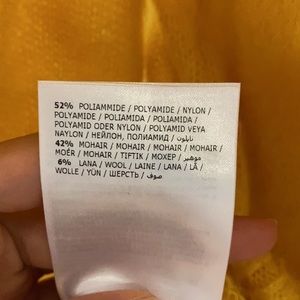 52% POLIAMMIDE / POLYAMIDE / NYLON /
POLYAMIDE / POLIAMIDA / POLIAMIDA /
POLYAMID ODER NYLON / POLYAMID VEYA
NAYLON / НЕЙЛОН, ПОЛИАМИД / نايلون
42% MOHAIR / MOHAIR / MOHAIR / MOHAIR /
MOÉR / MOHAIR / TIFTIK / МОХЕР / موهير
6% LANA / WOOL / LAINE / LANA / LÃ /
WOLLE / YÜN / ШЕРСТЬ / صوف